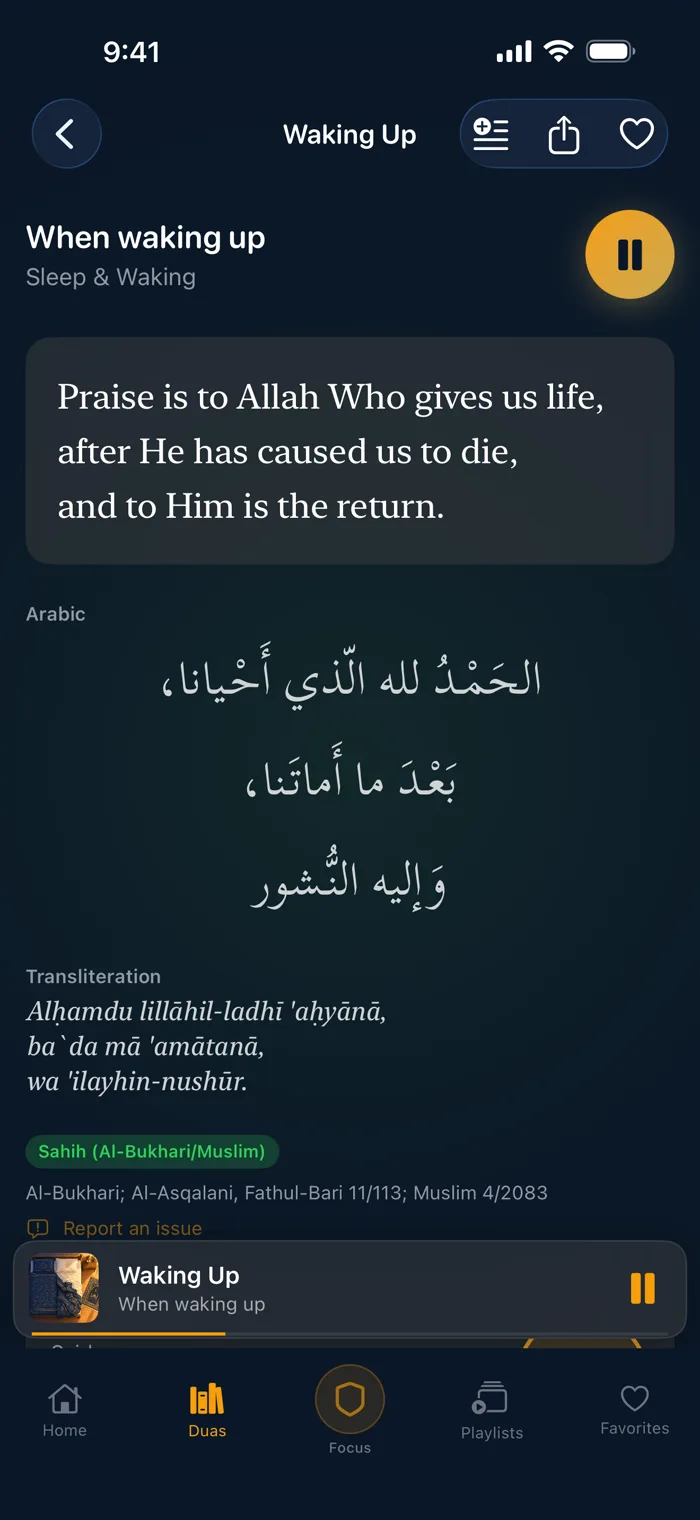 9:41
Waking Up
When waking up
Sleep & Waking
Praise is to Allah Who gives us life,
after He has caused us to die,
and to Him is the return.
Arabic
الحَمْدُ لله الّذي أَحْيانا،
بَعْدَ ما أَماتَنا،
وَإليه النُّشور
Transliteration
Alḥamdu lillāhil-ladhī 'aḥyānā,
ba`da mā 'amātanā,
wa 'ilayhin-nushūr.
Sahih (Al-Bukhari/Muslim)
Al-Bukhari; Al-Asqalani, Fathul-Bari 11/113; Muslim 4/2083
Report an issue
Waking Up
When waking up
Home
Duas
Focus
Playlists
Favorites